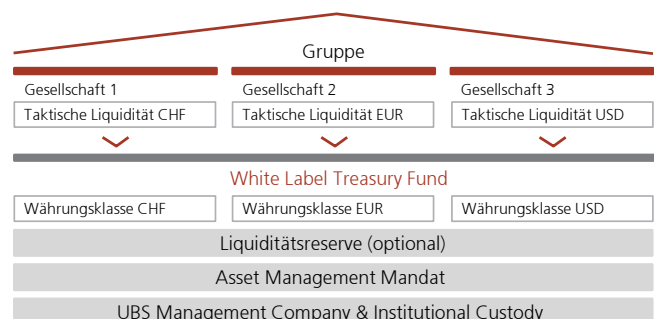 Gruppe
Gesellschaft 1
Gesellschaft 2
Gesellschaft 3
Taktische Liquidität CHF
Taktische Liquidität EUR
Taktische Liquidität USD
White Label Treasury Fund
Währungsklasse CHF
Währungsklasse EUR
Währungsklasse USD
Liquiditätsreserve (optional)
Asset Management Mandat
UBS Management Company & Institutional Custody